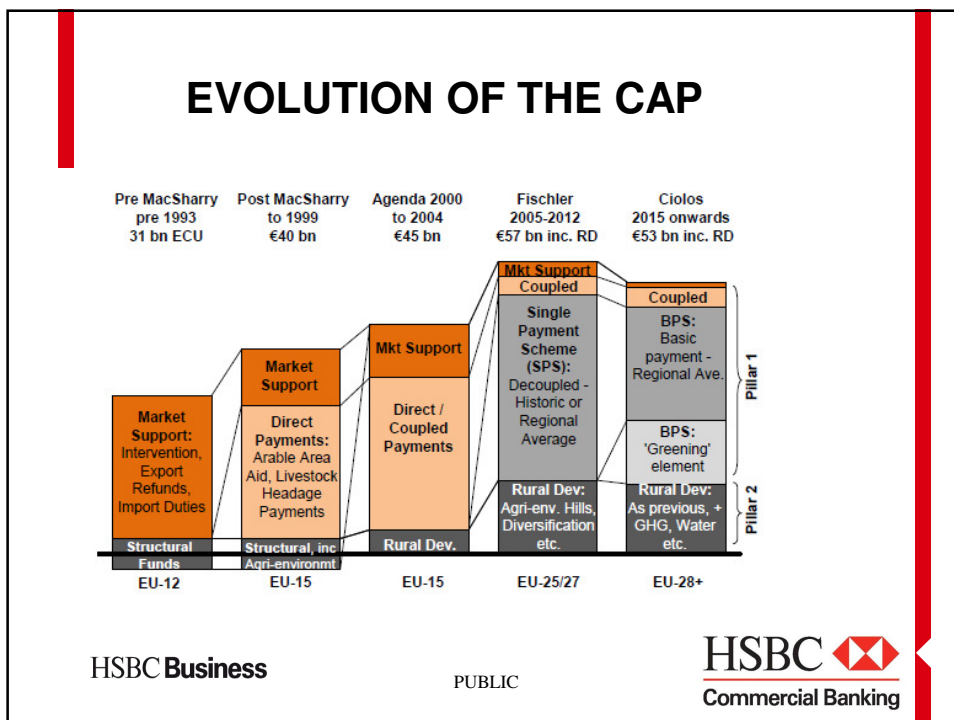 EVOLUTION OF THE CAP
Pre MacSharry
pre 1993
31 bn ECU
Post MacSharry
to 1999
€40 bn
Agenda 2000
to 2004
€45 bn
Fischler
2005-2012
€57 bn inc. RD
Ciolos
2015 onwards
€53 bn inc. RD
Market
Support:
Intervention,
Export
Refunds,
Import Duties
Structural
Funds
EU-12
Market
Support
Direct
Payments:
Arable Area
Aid, Livestock
Headage
Payments
Structural, inc
Agri-environmt
EU-15
Mkt Support
Direct /
Coupled
Payments
Rural Dev.
EU-15
Mkt Support
Coupled
Single
Payment
Scheme
(SPS):
Decoupled -
Historic or
Regional
Average
Rural Dev:
Agri-env. Hills,
Diversification
etc.
EU-25/27
Coupled
BPS:
Basic
payment -
Regional Ave.
BPS:
'Greening'
element
Rural Dev:
As previous, +
GHG, Water
etc.
EU-28+
Pillar 1
Pillar 2
HSBC Business
PUBLIC
HSBC
Commercial Banking